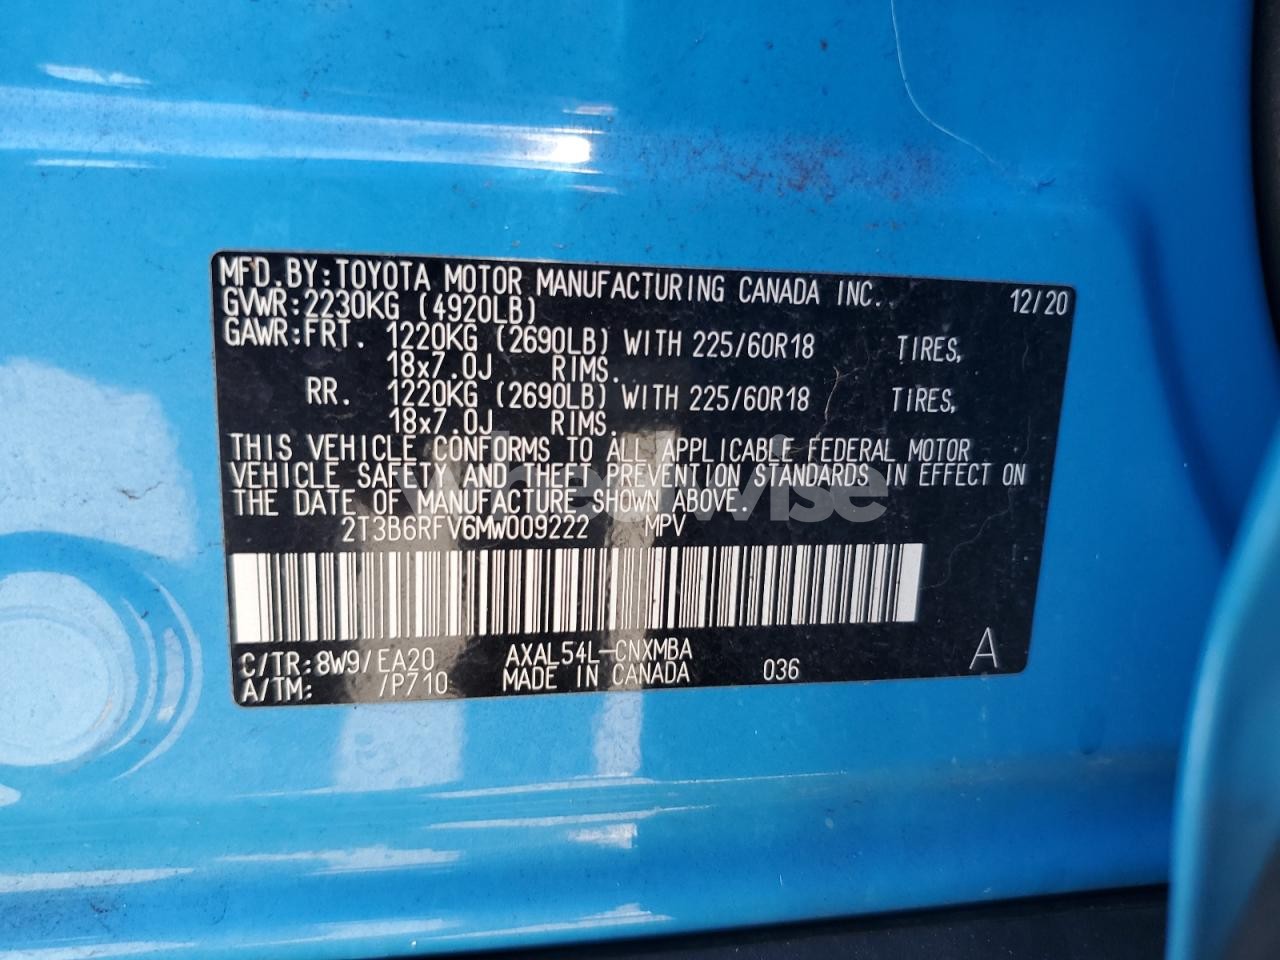 MFD.BY:TOYOTA MOTOR MANUFACTURING CANADA INC. 12/20
GVWR:2230KG (4920LB)
GAWR:FRT. 1220KG (2690LB) WITH 225/60R18 TIRES,
18x7.0J RIMS.
RR. 1220KG (2690LB) WITH 225/60R18 TIRES,
18x7.0J RIMS.
THIS VEHICLE CONFORMS TO ALL APPLICABLE FEDERAL MOTOR
VEHICLE SAFETY AND THEFT PREVENTION STANDARDS IN EFFECT ON
THE DATE OF MANUFACTURE SHOWN ABOVE.
2T3B6RFV6MW009222 MPV
C/TR:8W9/EA20 AXAL54L-CNXMBA
A/TM: /P710 MADE IN CANADA 036 A